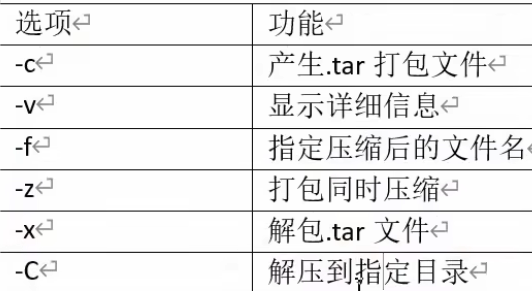 选项 功能
-c 产生.tar 打包文件
-v 显示详细信息
-f 指定压缩后的文件名
-z 打包同时压缩
-x 解包.tar 文件
-C 解压到指定目录